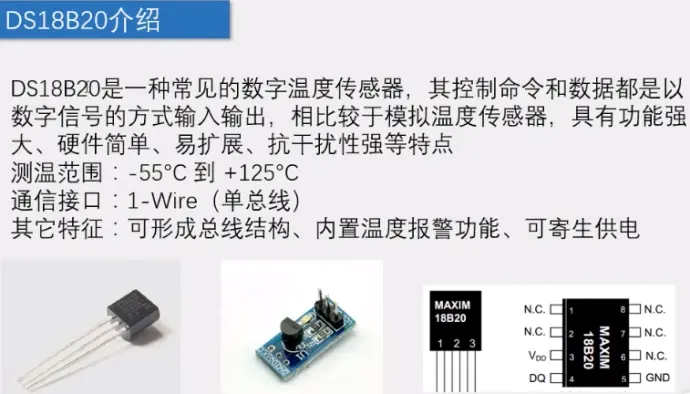 DS18B20介绍
DS18B20是一种常见的数字温度传感器，其控制命令和数据都是以
数字信号的方式输入输出，相比较于模拟温度传感器，具有功能强
大、硬件简单、易扩展、抗干扰性强等特点
测温范围：-55°C 到 +125°C
通信接口：1-Wire（单总线）
其它特征：可形成总线结构、内置温度报警功能、可寄生供电
MAXIM
18B20
1 2 3
N.C. 1 8 N.C.
N.C. 2 7 N.C.
VDD 3 6 N.C.
DQ 4 5 GND
MAXIM
18B20